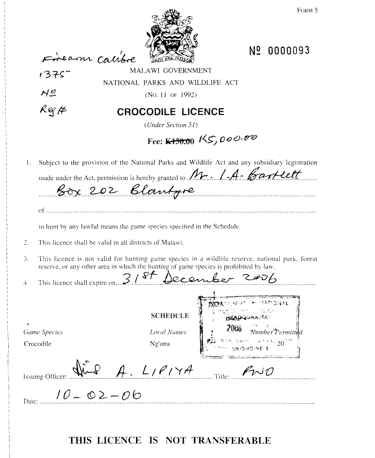 FORM 5
Nº 0000093
Firearm calibre
·375"
Nº
Reg #
MALAWI GOVERNMENT
NATIONAL PARKS AND WILDLIFE ACT
(NO. 11 OF 1992)
CROCODILE LICENCE
(Under Section 51)
Fee: K150.00 K5,000.00
1. Subject to the provision of the National Parks and Wildlife Act and any subsidiary legistration
made under the Act, permission is hereby granted to Mr. I.A. Bartlett
Box 202 Blantyre
of
to hunt by any lawful means the game species specified in the Schedule.
2. This licence shall be valid in all districts of Malawi.
3. This licence is not valid for hunting game species in a wildlife reserve, national park, forest
reserve, or any other area in which the hunting of game species is prohibited by law.
4. This licence shall expire on 31st December 2006
SCHEDULE
Game Species Local Names Number Permitted
Crocodile Ng'ona 20
2006
Issuing Officer: A. LIPIYA Title: PWO
Date: 10-02-06
THIS LICENCE IS NOT TRANSFERABLE